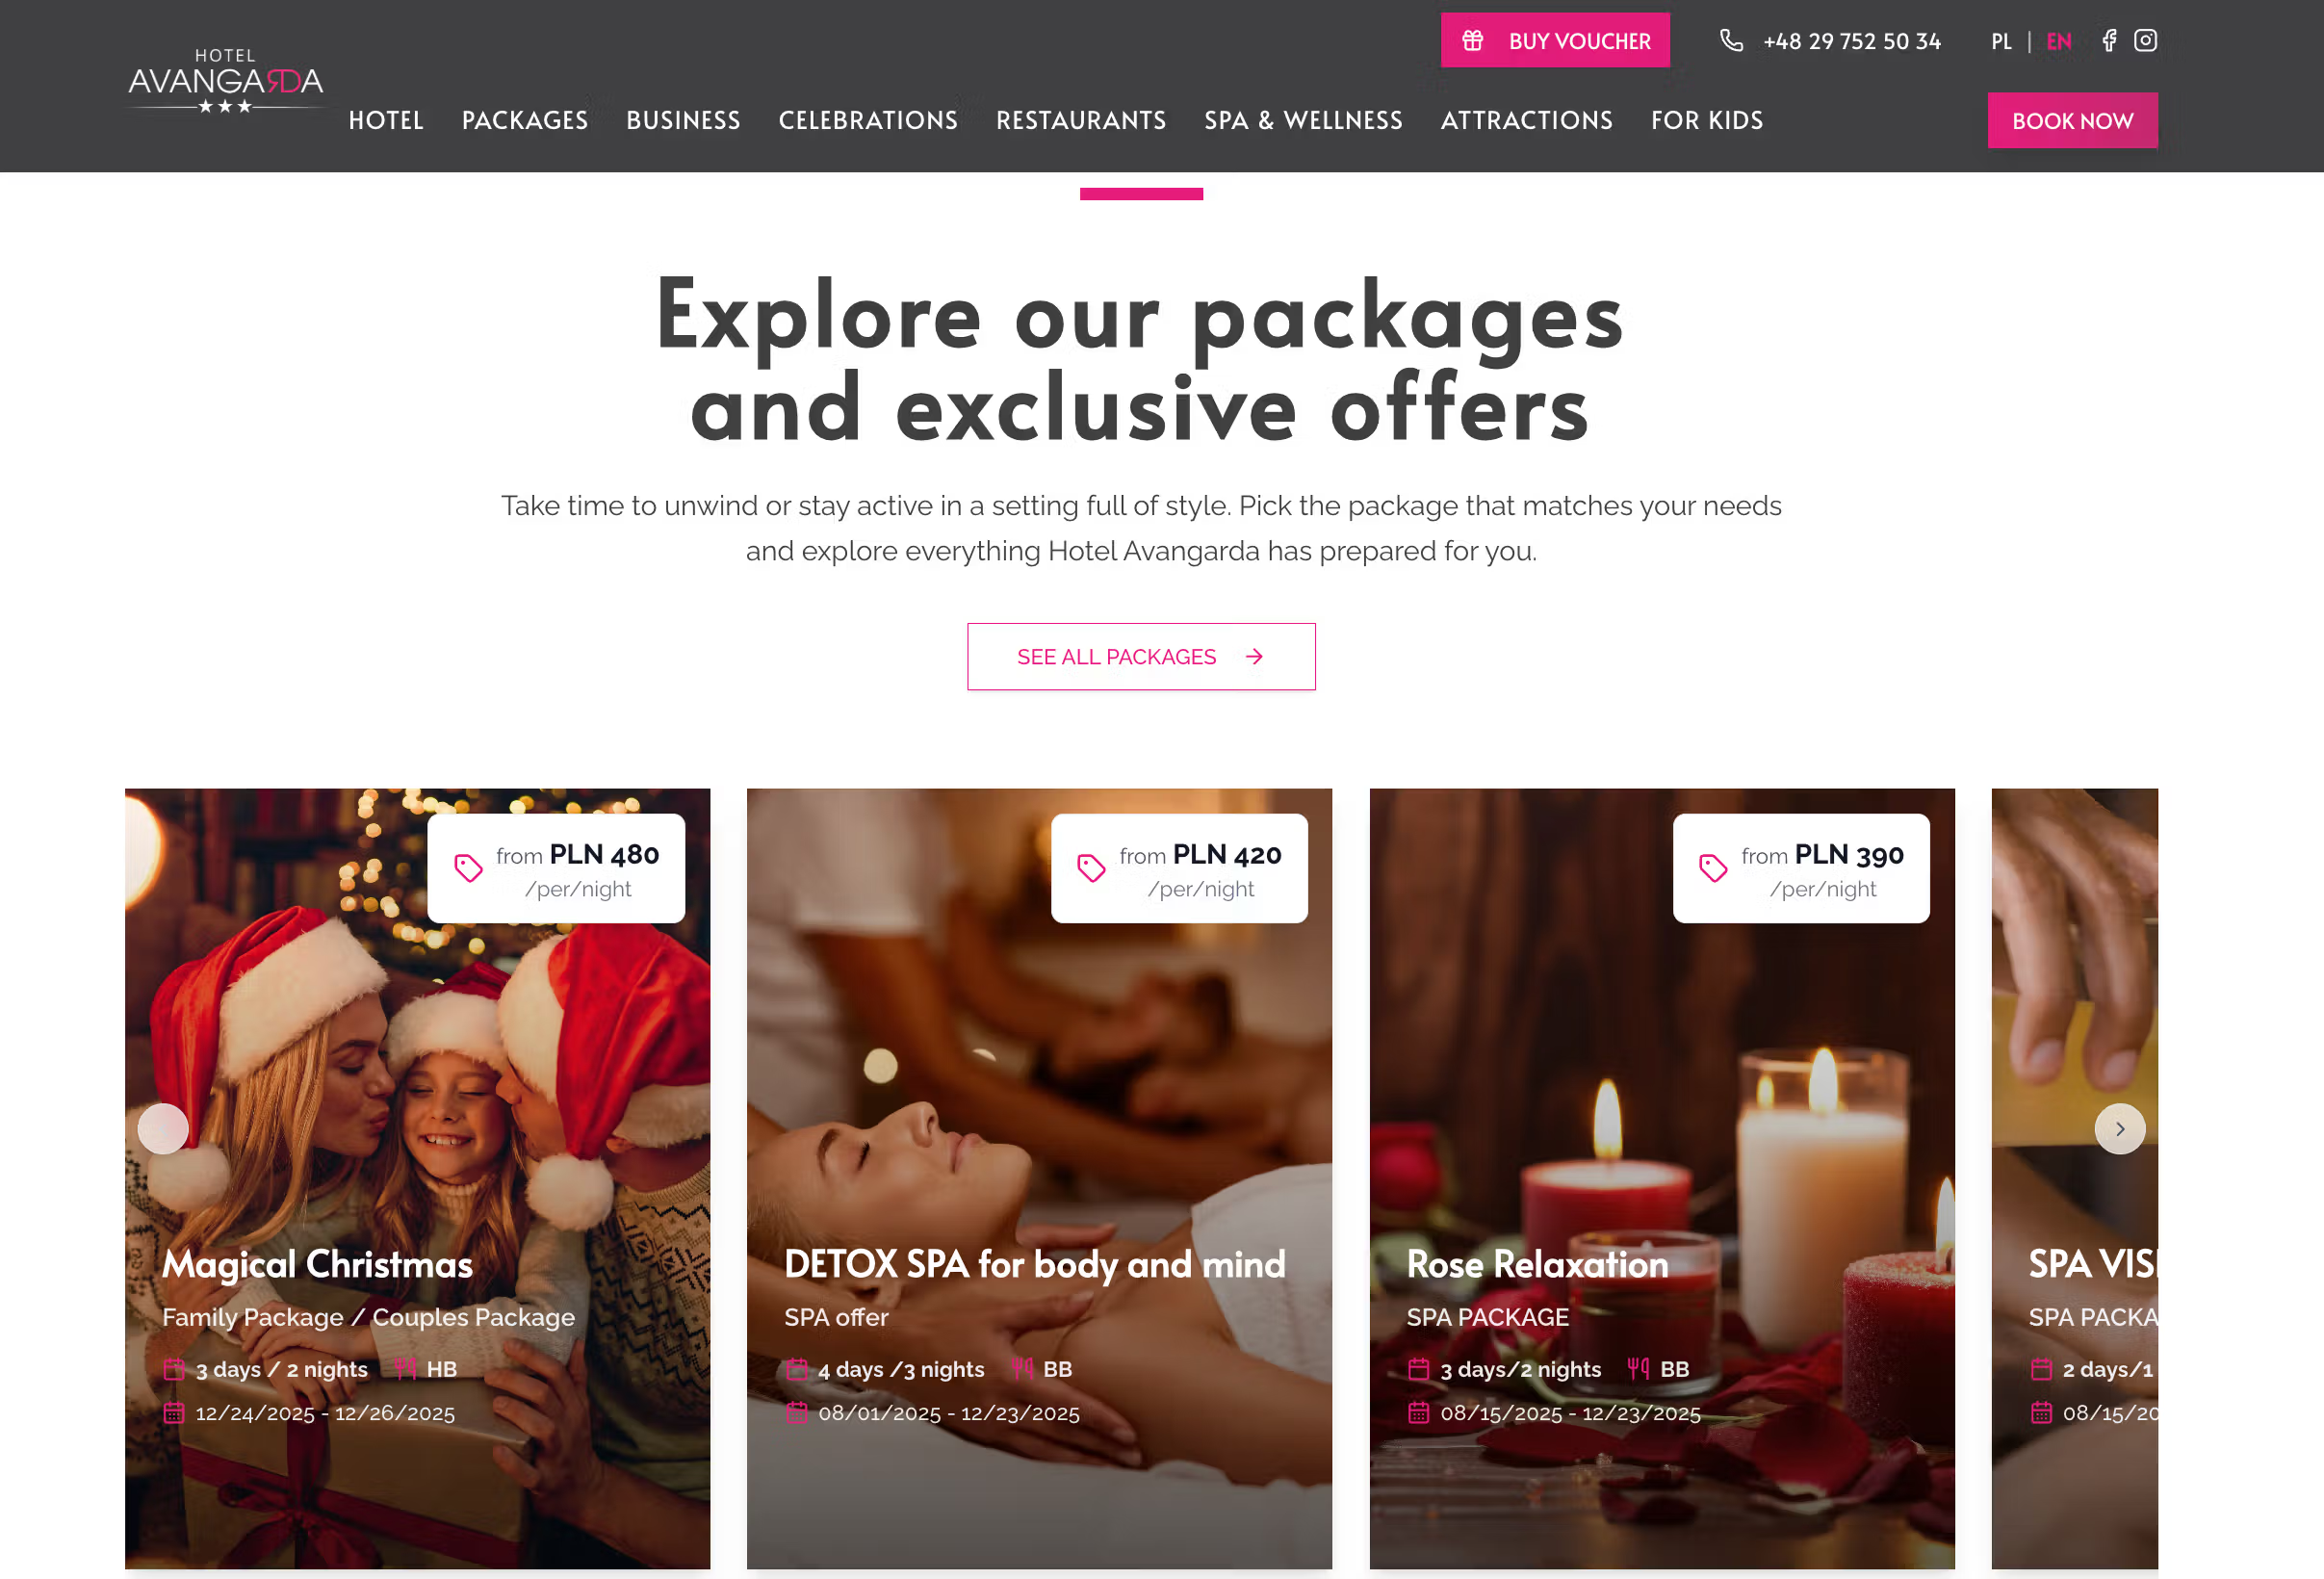 HOTEL
AVANGARDA
BUY VOUCHER
+48 29 752 50 34
PL | EN
HOTEL
PACKAGES
BUSINESS
CELEBRATIONS
RESTAURANTS
SPA & WELLNESS
ATTRACTIONS
FOR KIDS
BOOK NOW
Explore our packages
and exclusive offers
Take time to unwind or stay active in a setting full of style. Pick the package that matches your needs
and explore everything Hotel Avangarda has prepared for you.
SEE ALL PACKAGES
from PLN 480
/per/night
Magical Christmas
Family Package / Couples Package
3 days / 2 nights HB
12/24/2025 - 12/26/2025
from PLN 420
/per/night
DETOX SPA for body and mind
SPA offer
4 days /3 nights BB
08/01/2025 - 12/23/2025
from PLN 390
/per/night
Rose Relaxation
SPA PACKAGE
3 days/2 nights BB
08/15/2025 - 12/23/2025
SPA VIS
SPA PACKA
2 days/1
08/15/20